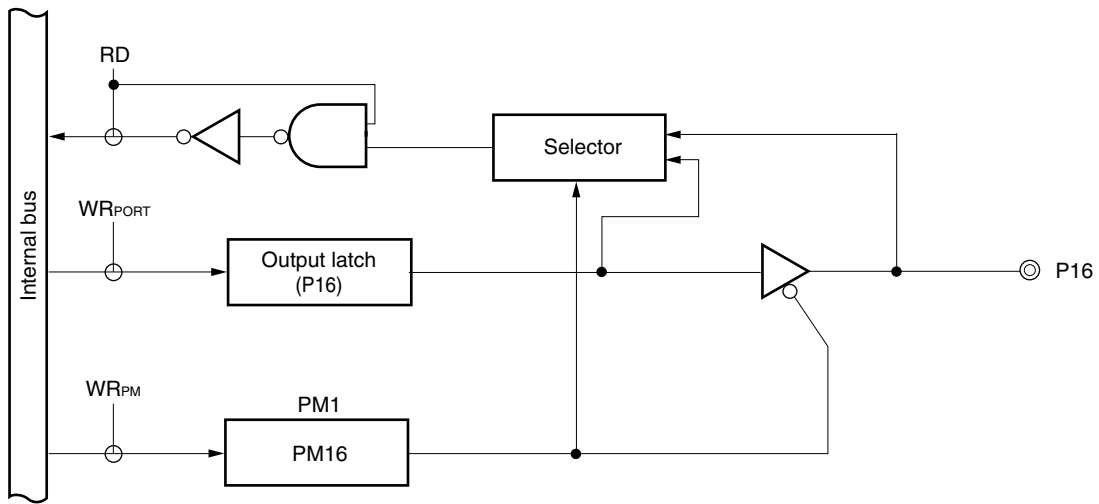 RD
Selector
Internal bus
WRPORT
Output latch
(P16)
P16
WRPM
PM1
PM16